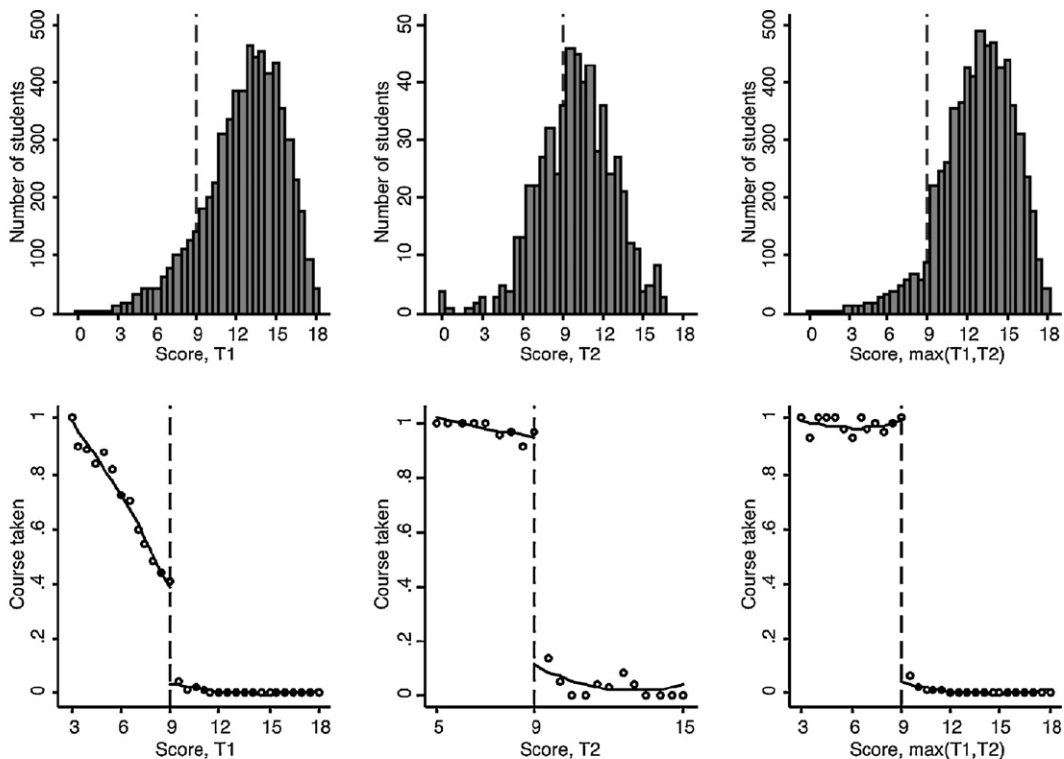 500
400
300
200
100
0
Number of students
0 3 6 9 12 15 18
Score, T1
50
40
30
20
10
0
Number of students
0 3 6 9 12 15 18
Score, T2
500
400
300
200
100
0
Number of students
0 3 6 9 12 15 18
Score, max(T1,T2)
1
.8
.6
.4
.2
0
Course taken
3 6 9 12 15 18
Score, T1
1
.8
.6
.4
.2
0
Course taken
5 9 15
Score, T2
1
.8
.6
.4
.2
0
Course taken
3 6 9 12 15 18
Score, max(T1,T2)